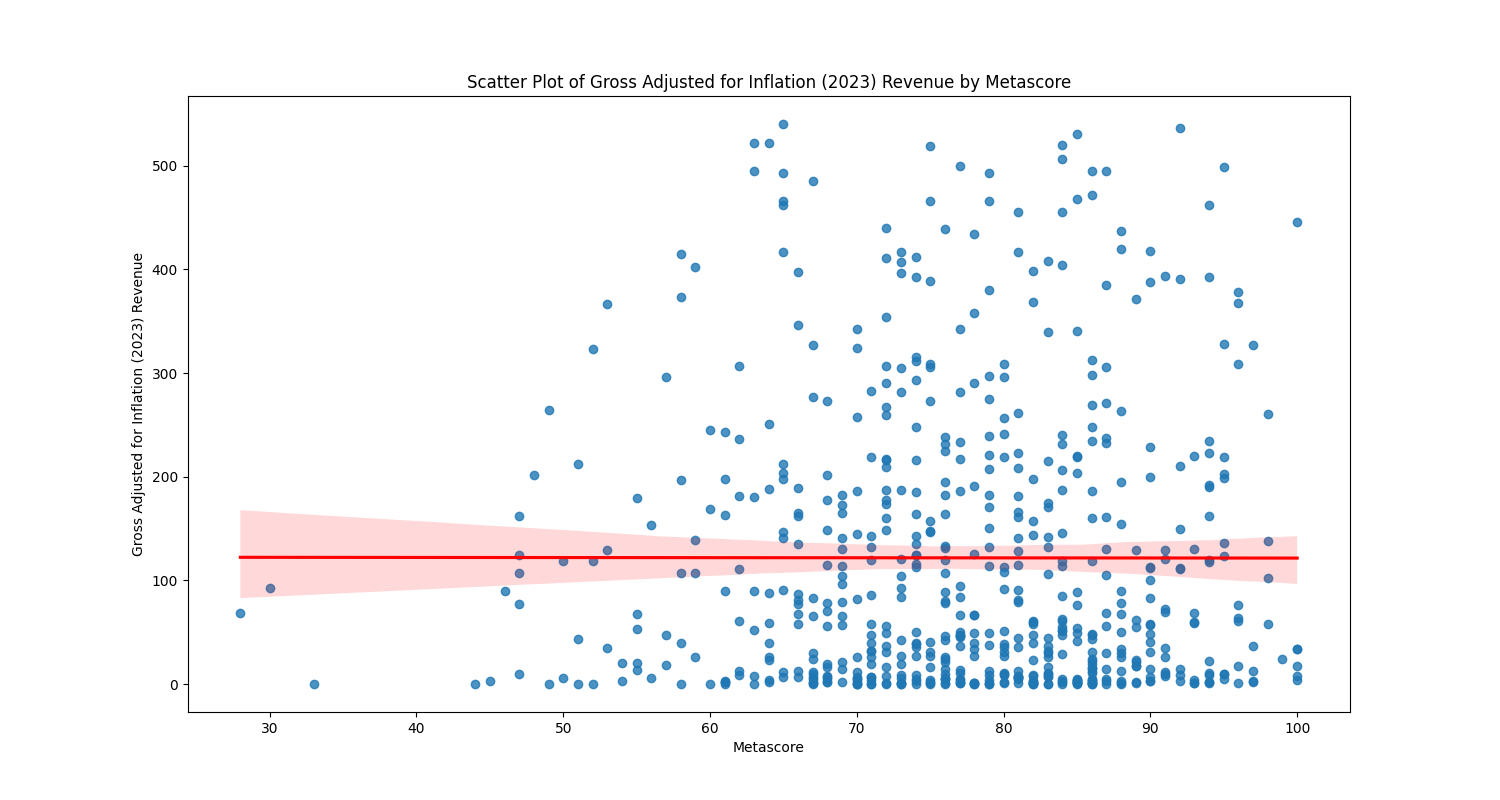 Scatter Plot of Gross Adjusted for Inflation (2023) Revenue by Metascore
Gross Adjusted for Inflation (2023) Revenue
500
400
300
200
100
0
30 40 50 60 70 80 90 100
Metascore